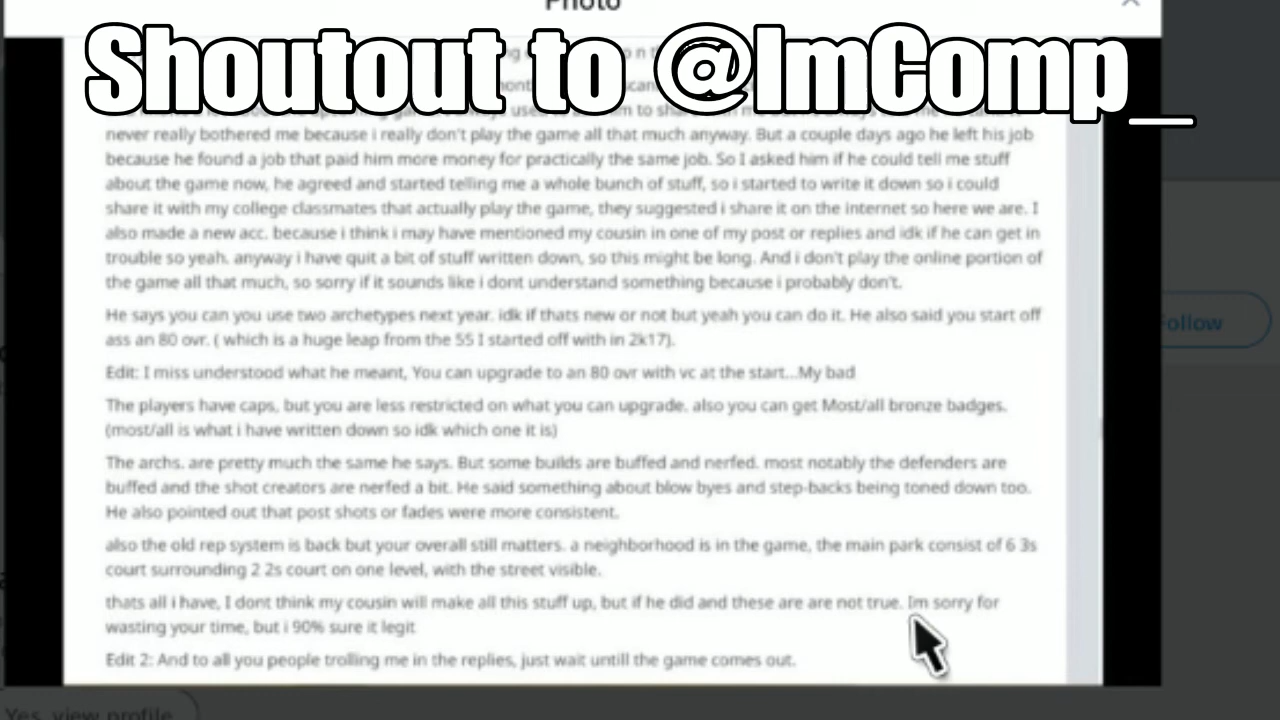 Photo
Shoutout to @ImComp_
never really bothered me because i really don't play the game all that much anyway. But a couple days ago he left his job
because he found a job that paid him more money for practically the same job. So I asked him if he could tell me stuff
about the game now, he agreed and started telling me a whole bunch of stuff, so i started to write it down so i could
share it with my college classmates that actually play the game, they suggested i share it on the internet so here we are. I
also made a new acc. because i think i may have mentioned my cousin in one of my post or replies and idk if he can get in
trouble so yeah. anyway i have quit a bit of stuff written down, so this might be long. And i don't play the online portion of
the game all that much, so sorry if it sounds like i dont understand something because i probably don't.
Follow
He says you can you use two archetypes next year. idk if thats new or not but yeah you can do it. He also said you start off
ass an 80 ovr. ( which is a huge leap from the 55 I started off with in 2k17).
Edit: I miss understood what he meant, You can upgrade to an 80 ovr with vc at the start...My bad
The players have caps, but you are less restricted on what you can upgrade. also you can get Most/all bronze badges.
(most/all is what i have written down so idk which one it is)
The archs. are pretty much the same he says. But some builds are buffed and nerfed. most notably the defenders are
buffed and the shot creators are nerfed a bit. He said something about blow byes and step-backs being toned down too.
He also pointed out that post shots or fades were more consistent.
also the old rep system is back but your overall still matters. a neighborhood is in the game, the main park consist of 6 3s
court surrounding 2 2s court on one level, with the street visible.
thats all i have, I dont think my cousin will make all this stuff up, but if he did and these are are not true. Im sorry for
wasting your time, but i 90% sure it legit
Edit 2: And to all you people trolling me in the replies, just wait untill the game comes out.
Yes, view profile